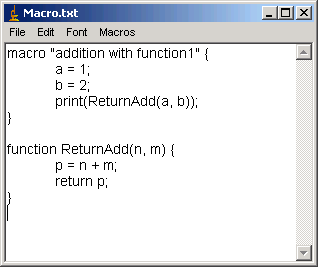 Macro.txt
File Edit Font Macros
macro "addition with function1" {
a = 1;
b = 2;
print(ReturnAdd(a, b));
}

function ReturnAdd(n, m) {
p = n + m;
return p;
}